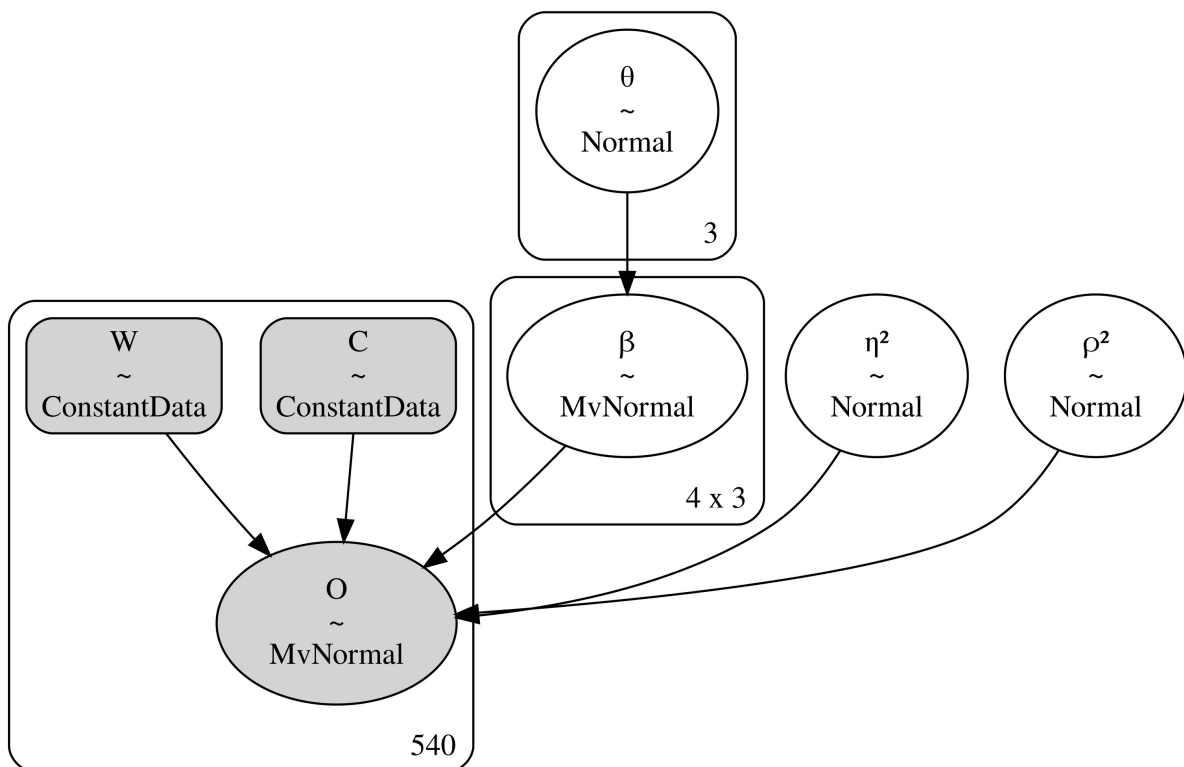 θ
~
Normal
3
W
~
ConstantData
C
~
ConstantData
β
~
MvNormal
4 x 3
η²
~
Normal
ρ²
~
Normal
O
~
MvNormal
540